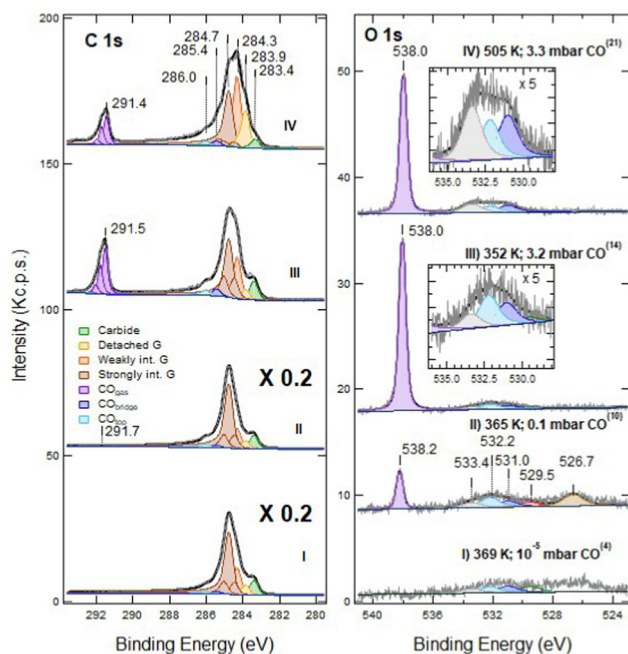 C 1s
200
150
100
50
0
Intensity (Kc.p.s.)
292 290 288 286 284 282 280
Binding Energy (eV)
284.7
285.4
286.0
284.3
283.9
283.4
291.4
IV
291.5
III
Carbide
Detached G
Weakly int. G
Strongly int. G
CO gas
CO bridge
CO top
291.7
X 0.2
II
X 0.2
I
O 1s
50
40
30
20
10
0
540 536 532 528 524
Binding Energy (eV)
538.0
IV) 505 K; 3.3 mbar CO(21)
x 5
535.0 532.5 530.0
538.0
III) 352 K; 3.2 mbar CO(14)
x 5
535.0 532.5 530.0
II) 365 K; 0.1 mbar CO(10)
538.2
533.4
532.2
531.0
529.5
526.7
I) 369 K; 10-5 mbar CO(4)